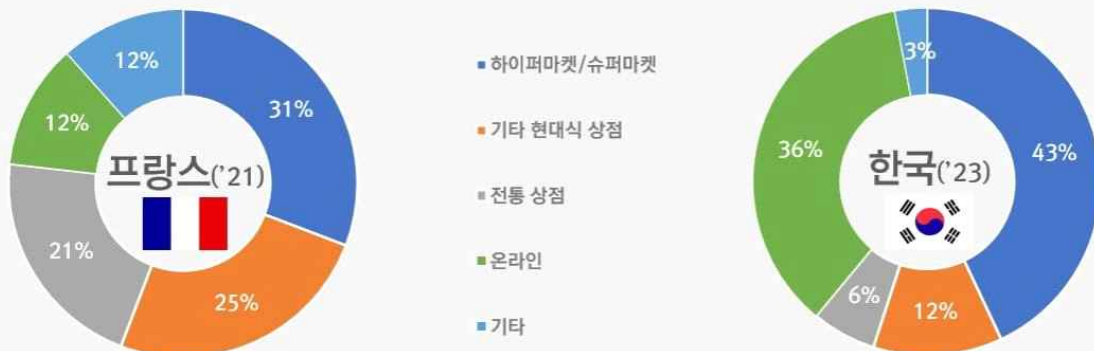 12%
31%
12%
프랑스('21)
21%
25%
하이퍼마켓/슈퍼마켓
기타 현대식 상점
전통 상점
온라인
기타
3%
36%
43%
한국('23)
6%
12%